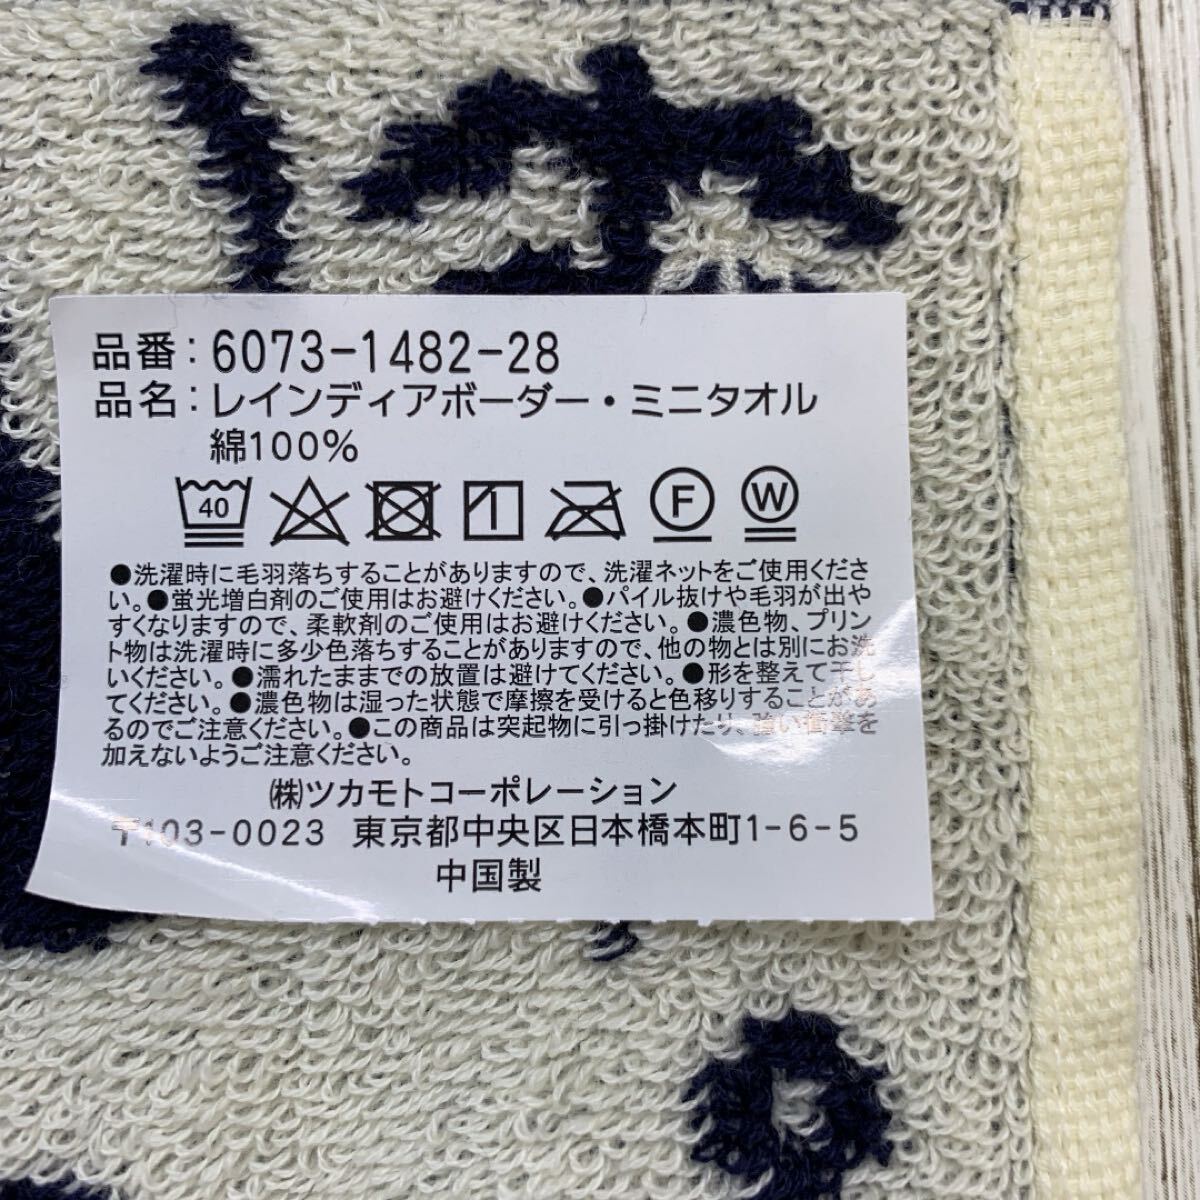 品番：6073-1482-28
品名：レインディアボーダー・ミニタオル
綿100%
40 F W
●洗濯時に毛羽落ちすることがありますので、洗濯ネットをご使用くださ
い。●蛍光増白剤のご使用はお避けください。●パイル抜けや毛羽が出や
すくなりますので、柔軟剤のご使用はお避けください。●濃色物、プリン
ト物は洗濯時に多少色落ちすることがありますので、他の物とは別にお洗
いください。●濡れたままでの放置は避けてください。●形を整えて干し
てください。●濃色物は湿った状態で摩擦を受けると色移りすることがあ
るのでご注意ください。●この商品は突起物に引っ掛けたり、強い衝撃を
加えないようご注意ください。
㈱ツカモトコーポレーション
〒103-0023 東京都中央区日本橋本町1-6-5
中国製